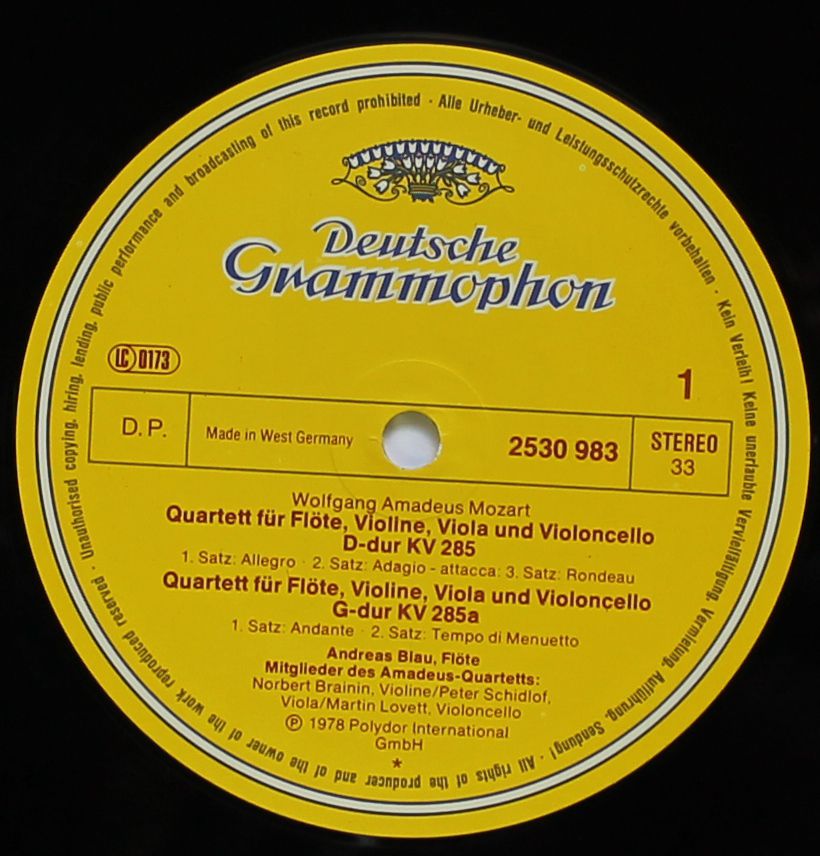 Deutsche
Grammophon
LC 0173
1
D. P.
Made in West Germany
2530 983
STEREO
33
Wolfgang Amadeus Mozart
Quartett für Flöte, Violine, Viola und Violoncello
D-dur KV 285
1. Satz: Allegro · 2. Satz: Adagio - attacca: 3. Satz: Rondeau
Quartett für Flöte, Violine, Viola und Violoncello
G-dur KV 285a
1. Satz: Andante · 2. Satz: Tempo di Menuetto
Andreas Blau, Flöte
Mitglieder des Amadeus-Quartetts:
Norbert Brainin, Violine/Peter Schidlof,
Viola/Martin Lovett, Violoncello
Ⓟ 1978 Polydor International
GmbH
*
Alle Urheber- und Leistungsschutzrechte vorbehalten · Kein Verleih! Keine unerlaubte Vervielfältigung, Vermietung, Aufführung, Sendung! · All rights of the producer and of the owner of the work reproduced reserved · Unauthorised copying, hiring, lending, public performance and broadcasting of this record prohibited ·